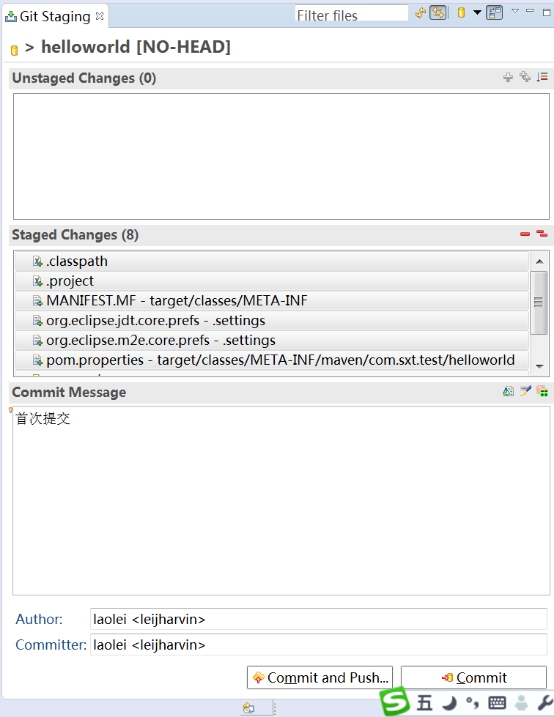 Git Staging
Filter files
> helloworld [NO-HEAD]
Unstaged Changes (0)
Staged Changes (8)
.classpath
.project
MANIFEST.MF - target/classes/META-INF
org.eclipse.jdt.core.prefs - .settings
org.eclipse.m2e.core.prefs - .settings
pom.properties - target/classes/META-INF/maven/com.sxt.test/helloworld
Commit Message
首次提交
Author: laolei <leijharvin>
Committer: laolei <leijharvin>
Commit and Push... Commit
S 五